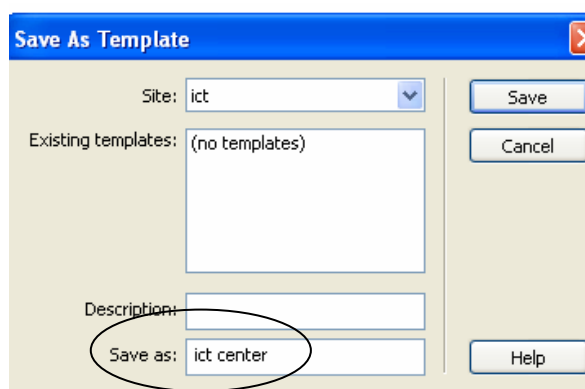 Save As Template
Site: ict Save
Existing templates: (no templates) Cancel
Description:
Save as: ict center Help